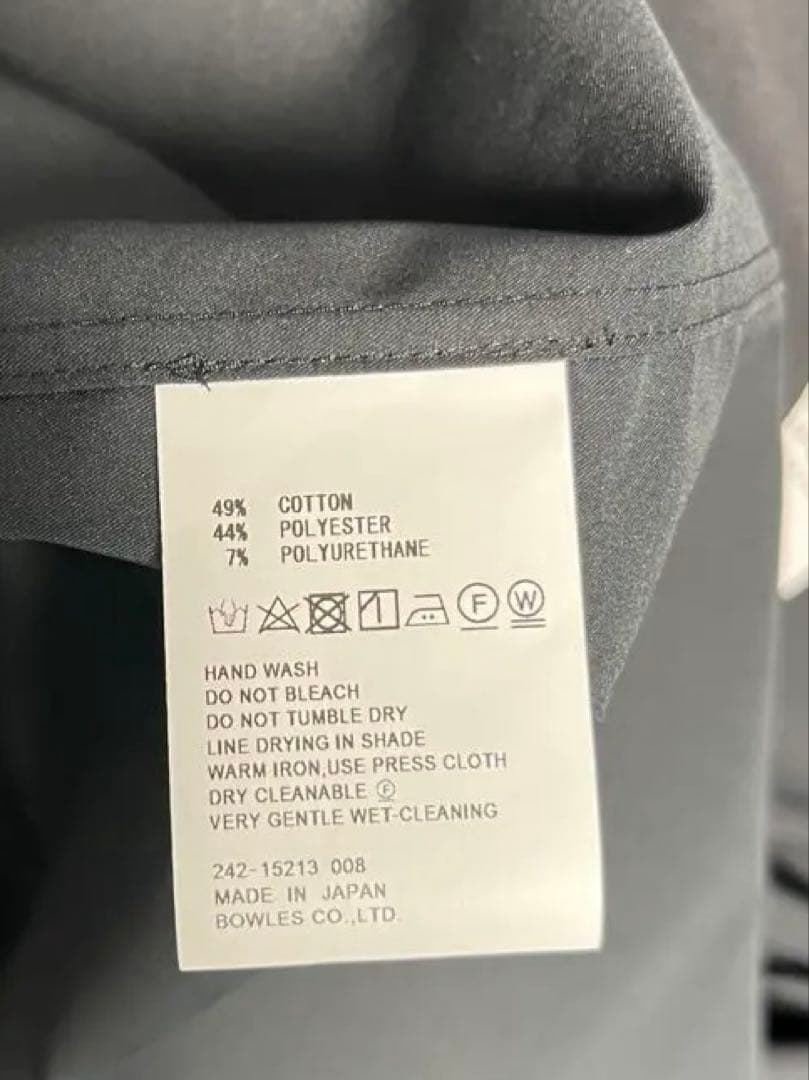 49% COTTON
44% POLYESTER
7% POLYURETHANE
F W
HAND WASH
DO NOT BLEACH
DO NOT TUMBLE DRY
LINE DRYING IN SHADE
WARM IRON,USE PRESS CLOTH
DRY CLEANABLE Ⓕ
VERY GENTLE WET-CLEANING
242-15213 008
MADE IN JAPAN
BOWLES CO.,LTD.